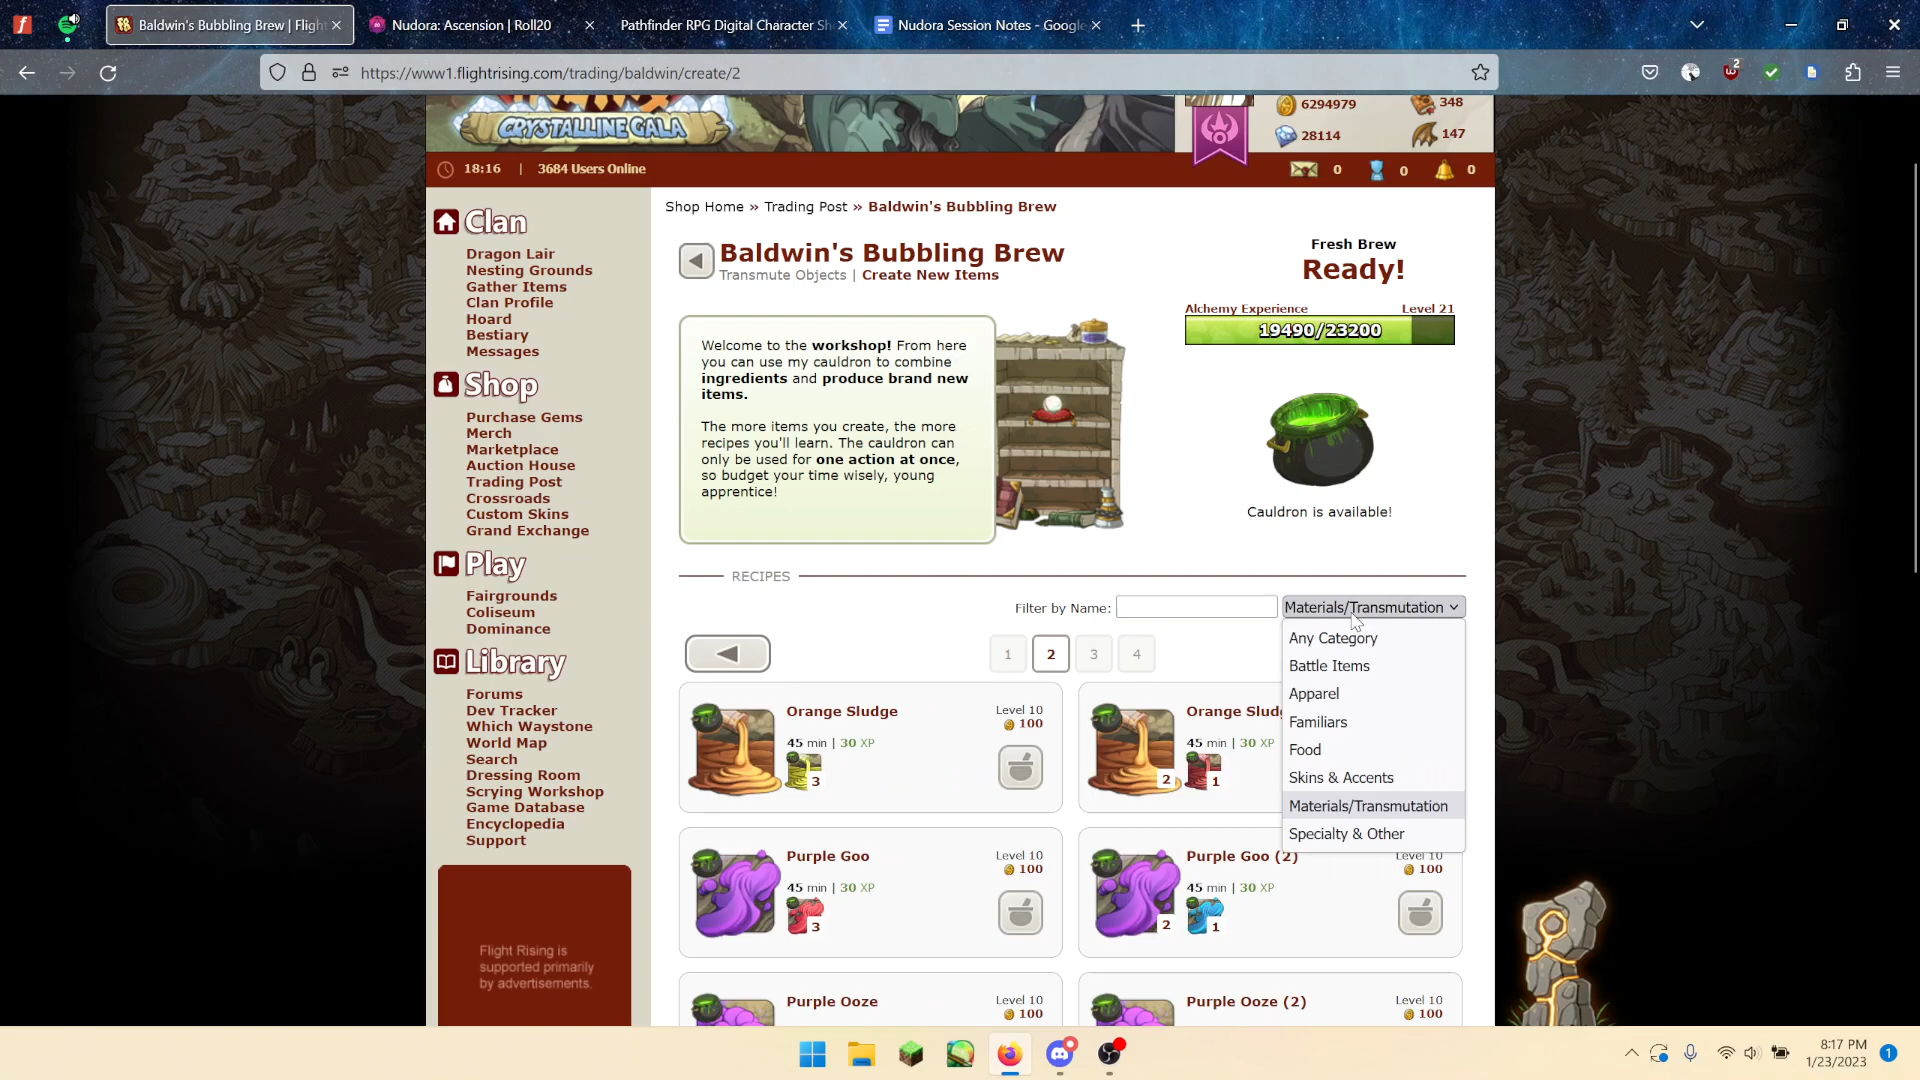 Baldwin's Bubbling Brew | Flight
Nudora: Ascension | Roll20
Pathfinder RPG Digital Character Sh
Nudora Session Notes - Google
https://www1.flightrising.com/trading/baldwin/create/2
2
CRYSTALLINE GALA
6294979
348
28114
147
18:16 | 3684 Users Online
0
0
0
Clan
Dragon Lair
Nesting Grounds
Gather Items
Clan Profile
Hoard
Bestiary
Messages
Shop
Purchase Gems
Merch
Marketplace
Auction House
Trading Post
Crossroads
Custom Skins
Grand Exchange
Play
Fairgrounds
Coliseum
Dominance
Library
Forums
Dev Tracker
Which Waystone
World Map
Search
Dressing Room
Scrying Workshop
Game Database
Encyclopedia
Support
Flight Rising is
supported primarily
by advertisements.
Shop Home » Trading Post » Baldwin's Bubbling Brew
Baldwin's Bubbling Brew
Transmute Objects | Create New Items
Fresh Brew
Ready!
Alchemy Experience Level 21
19490/23200
Welcome to the workshop! From here
you can use my cauldron to combine
ingredients and produce brand new
items.
The more items you create, the more
recipes you'll learn. The cauldron can
only be used for one action at once,
so budget your time wisely, young
apprentice!
Cauldron is available!
RECIPES
Filter by Name:
Materials/Transmutation
Any Category
Battle Items
Apparel
Familiars
Food
Skins & Accents
Materials/Transmutation
Specialty & Other
1 2 3 4
Orange Sludge
Level 10
100
45 min | 30 XP
3
Orange Sludg
45 min | 30 XP
2
1
Purple Goo
Level 10
100
45 min | 30 XP
3
Purple Goo (2)
Level 10
100
45 min | 30 XP
2
1
Purple Ooze
Level 10
100
Purple Ooze (2)
Level 10
100
8:17 PM
1/23/2023
1